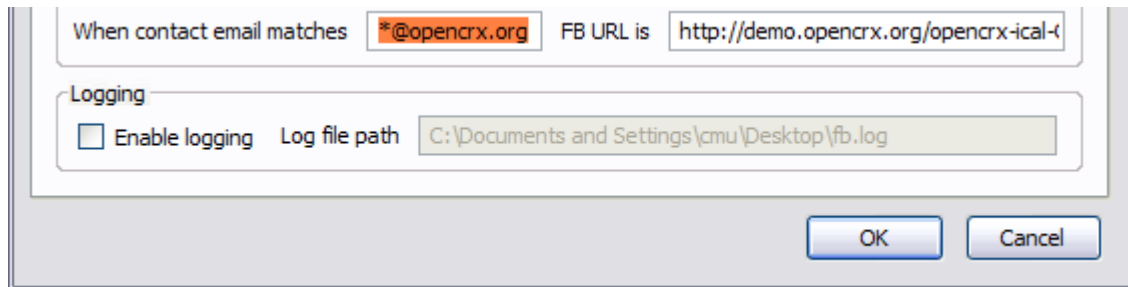 When contact email matches *@opencrx.org FB URL is http://demo.opencrx.org/opencrx-ical-
Logging
Enable logging Log file path C:\Documents and Settings\cmu\Desktop\fb.log
OK Cancel